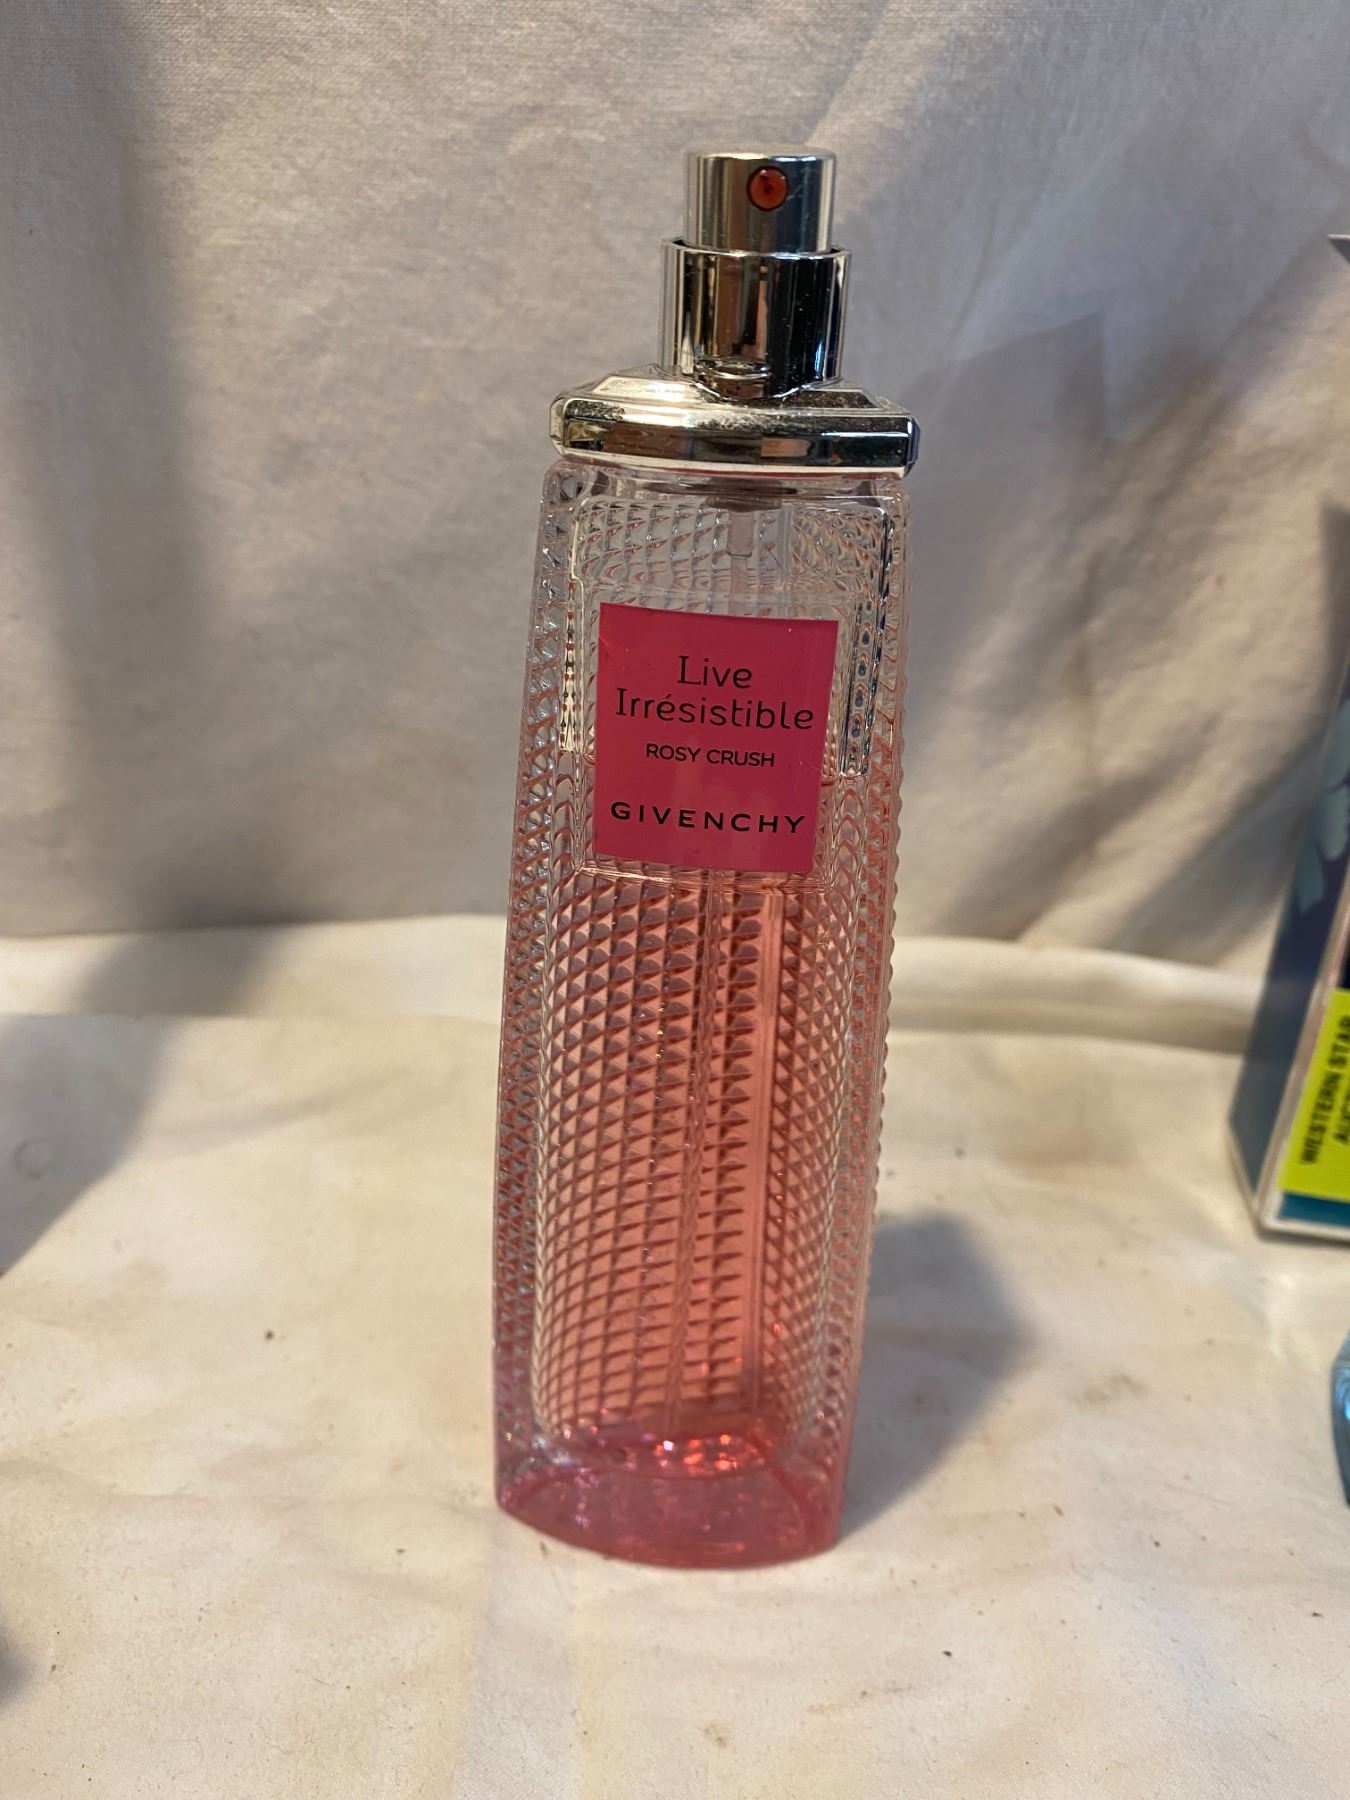 Live
Irrésistible
ROSY CRUSH
GIVENCHY
WESTERN STAR